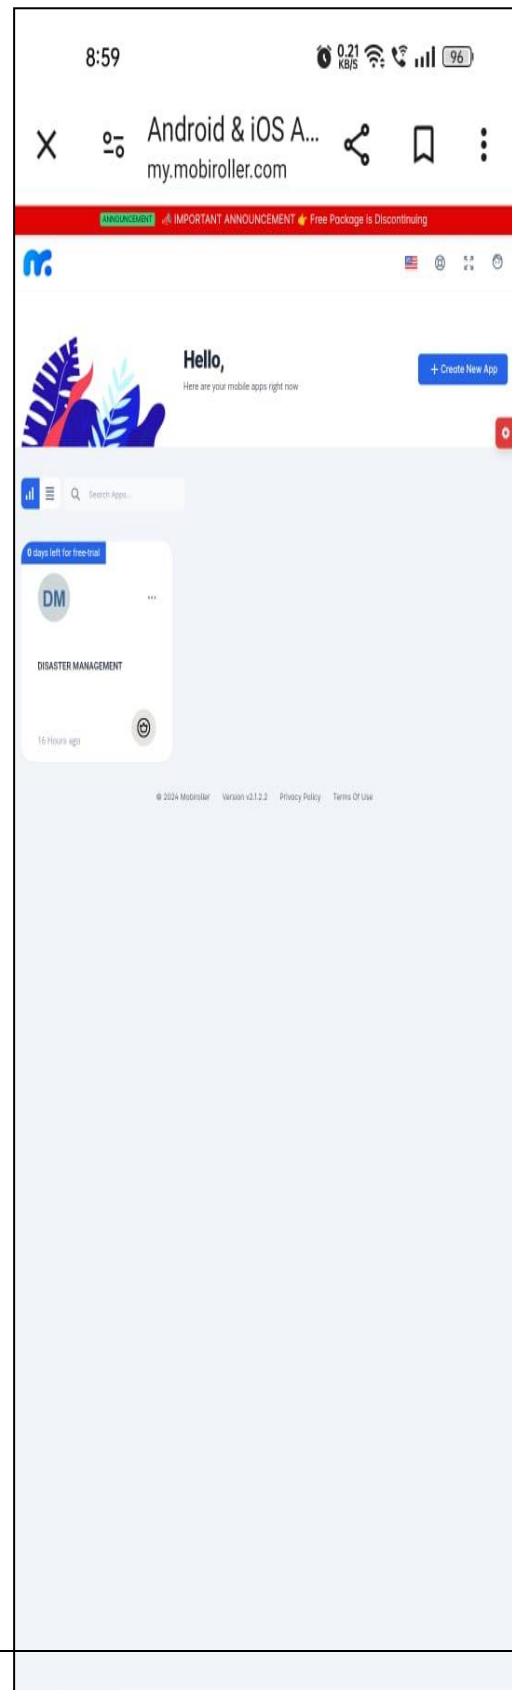 8:59 0.21 KB/S 96
Android & iOS A...
my.mobiroller.com
ANNOUNCEMENT IMPORTANT ANNOUNCEMENT 👉 Free Package is Discontinuing
Hello,
Here are your mobile apps right now
+ Create New App
Search Apps...
0 days left for free-trial
DM
...
DISASTER MANAGEMENT
16 Hours ago
© 2024 Mobiroller Version v2.1.2.2 Privacy Policy Terms Of Use